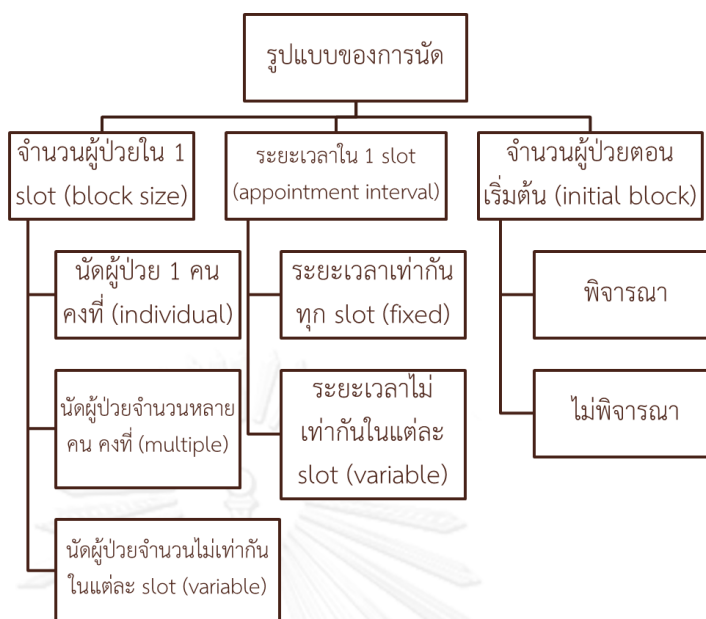 รูปแบบของการนัด
จำนวนผู้ป่วยใน 1
slot (block size)
นัดผู้ป่วย 1 คน
คงที่ (individual)
นัดผู้ป่วยจำนวนหลาย
คน คงที่ (multiple)
นัดผู้ป่วยจำนวนไม่เท่ากัน
ในแต่ละ slot (variable)
ระยะเวลาใน 1 slot
(appointment interval)
ระยะเวลาเท่ากัน
ทุก slot (fixed)
ระยะเวลาไม่
เท่ากันในแต่ละ
slot (variable)
จำนวนผู้ป่วยตอน
เริ่มต้น (initial block)
พิจารณา
ไม่พิจารณา